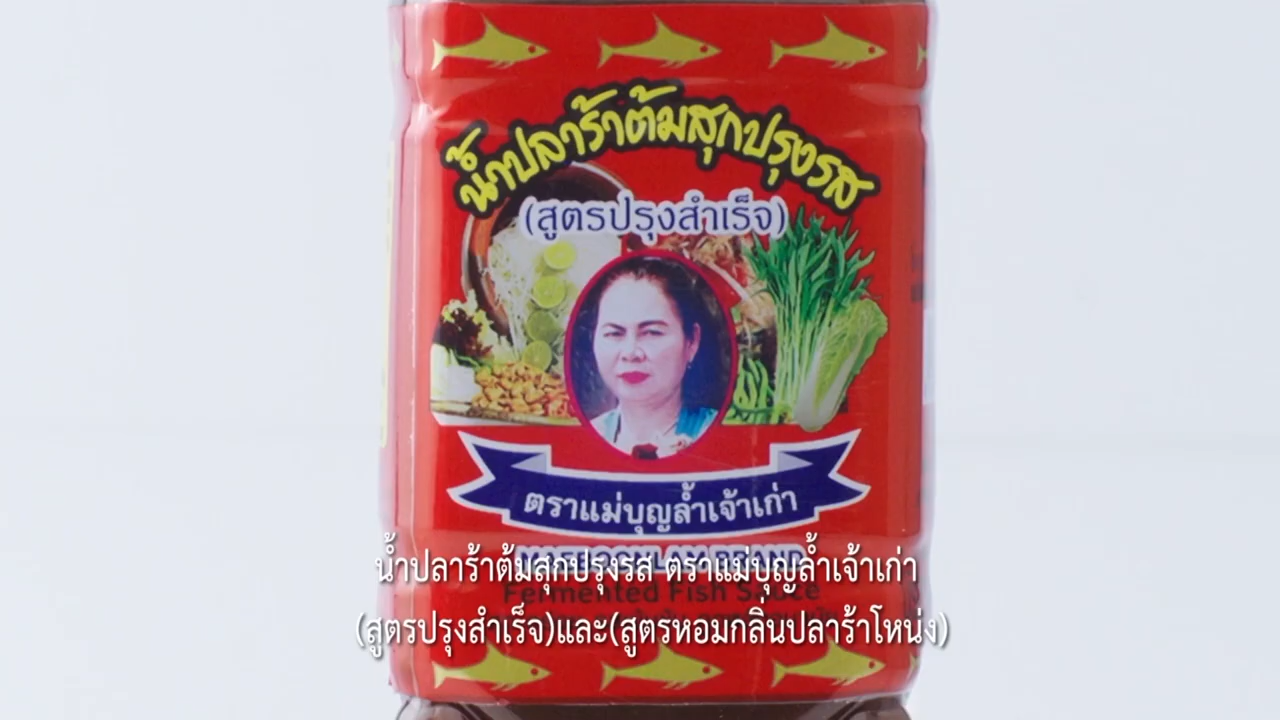 น้ำปลาร้าต้มสุกปรุงรส
(สูตรปรุงสำเร็จ)
ตราแม่บุญล้ำเจ้าเก่า
น้ำปลาร้าต้มสุกปรุงรส ตราแม่บุญล้ำเจ้าเก่า
Fermented Fish Sauce
(สูตรปรุงสำเร็จ)และ(สูตรหอมกลิ่นปลาร้าโหน่ง)